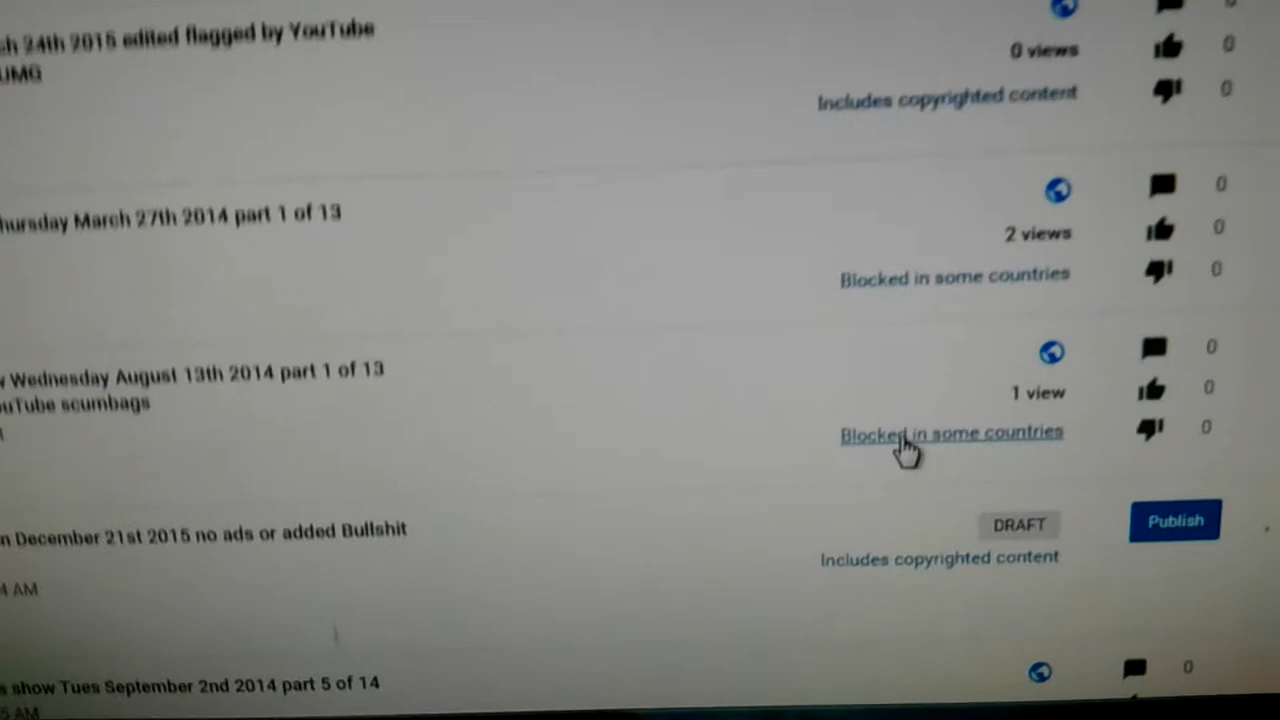 24th 2015 edited flagged by YouTube
0
0 views
0
UMG
Includes copyrighted content
0
0
hursday March 27th 2014 part 1 of 13
2 views
0
Blocked in some countries
0
0
Wednesday August 13th 2014 part 1 of 13
1 view
0
uTube scumbags
Blocked in some countries
0
n December 21st 2015 no ads or added Bullshit
DRAFT
Publish
Includes copyrighted content
AM
0
show Tues September 2nd 2014 part 5 of 14
5 AM